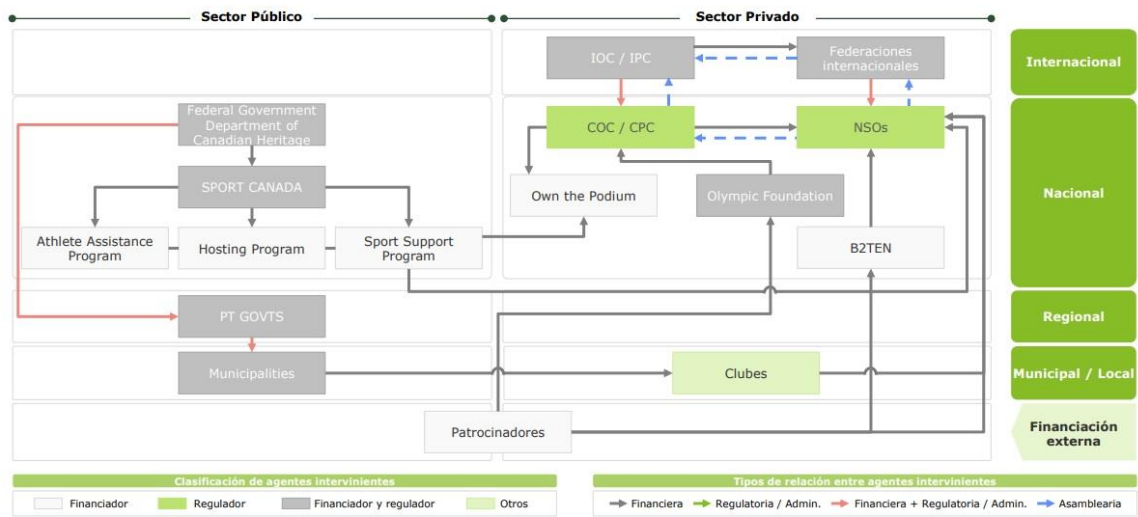 Sector Público
Sector Privado
IOC / IPC
Federaciones
internacionales
Internacional
Federal Government
Department of
Canadian Heritage
COC / CPC
NSOs
SPORT CANADA
Own the Podium
Olympic Foundation
Nacional
Athlete Assistance
Program
Hosting Program
Sport Support
Program
B2TEN
PT GOVTS
Regional
Municipalities
Clubes
Municipal / Local
Patrocinadores
Financiación
externa
Clasificación de agentes intervinientes
Tipos de relación entre agentes intervinientes
Financiador
Regulador
Financiador y regulador
Otros
Financiera
Regulatoria / Admin.
Financiera + Regulatoria / Admin.
Asamblearia